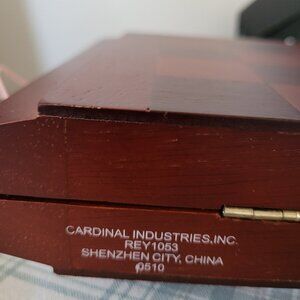 CARDINAL INDUSTRIES,INC.
REY1053
SHENZHEN CITY, CHINA
0510